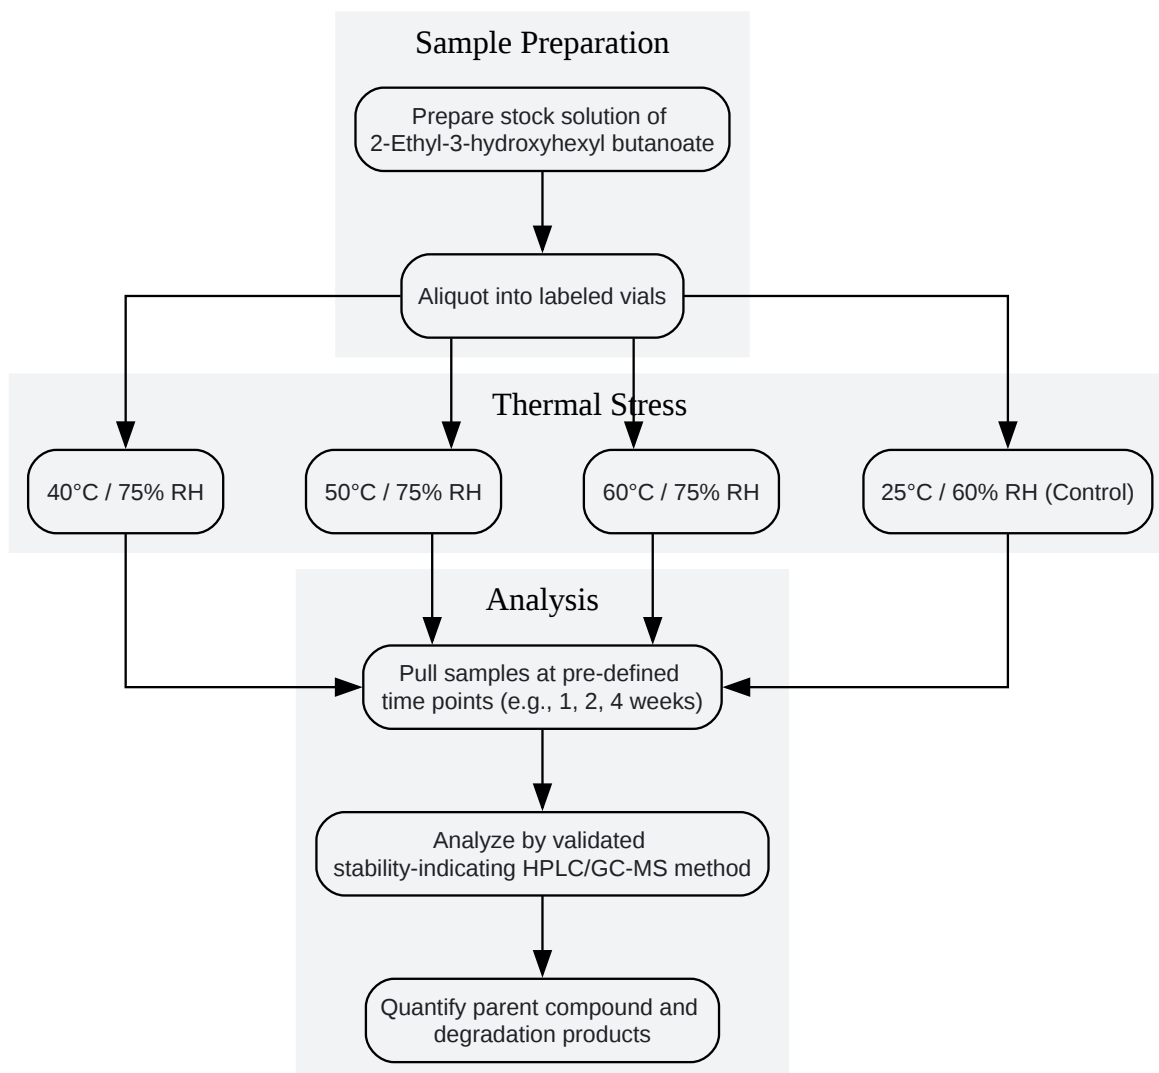 Sample Preparation
Prepare stock solution of
2-Ethyl-3-hydroxyhexyl butanoate
Aliquot into labeled vials
Thermal Stress
40°C / 75% RH
50°C / 75% RH
60°C / 75% RH
25°C / 60% RH (Control)
Analysis
Pull samples at pre-defined
time points (e.g., 1, 2, 4 weeks)
Analyze by validated
stability-indicating HPLC/GC-MS method
Quantify parent compound and
degradation products